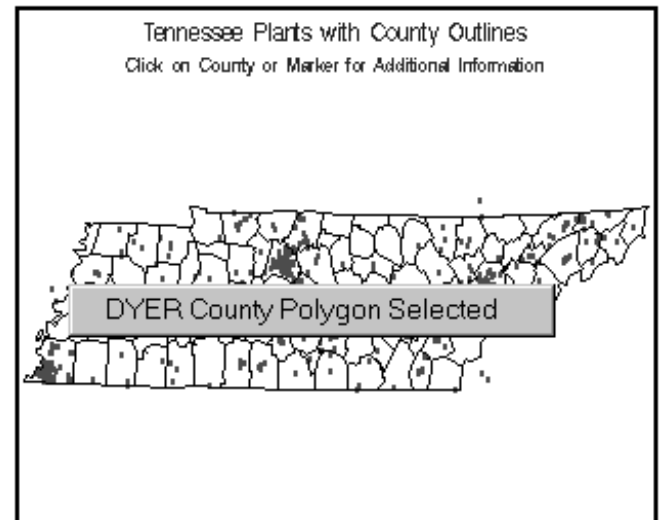 Tennessee Plants with County Outlines
Click on County or Marker for Additional Information
DYER County Polygon Selected